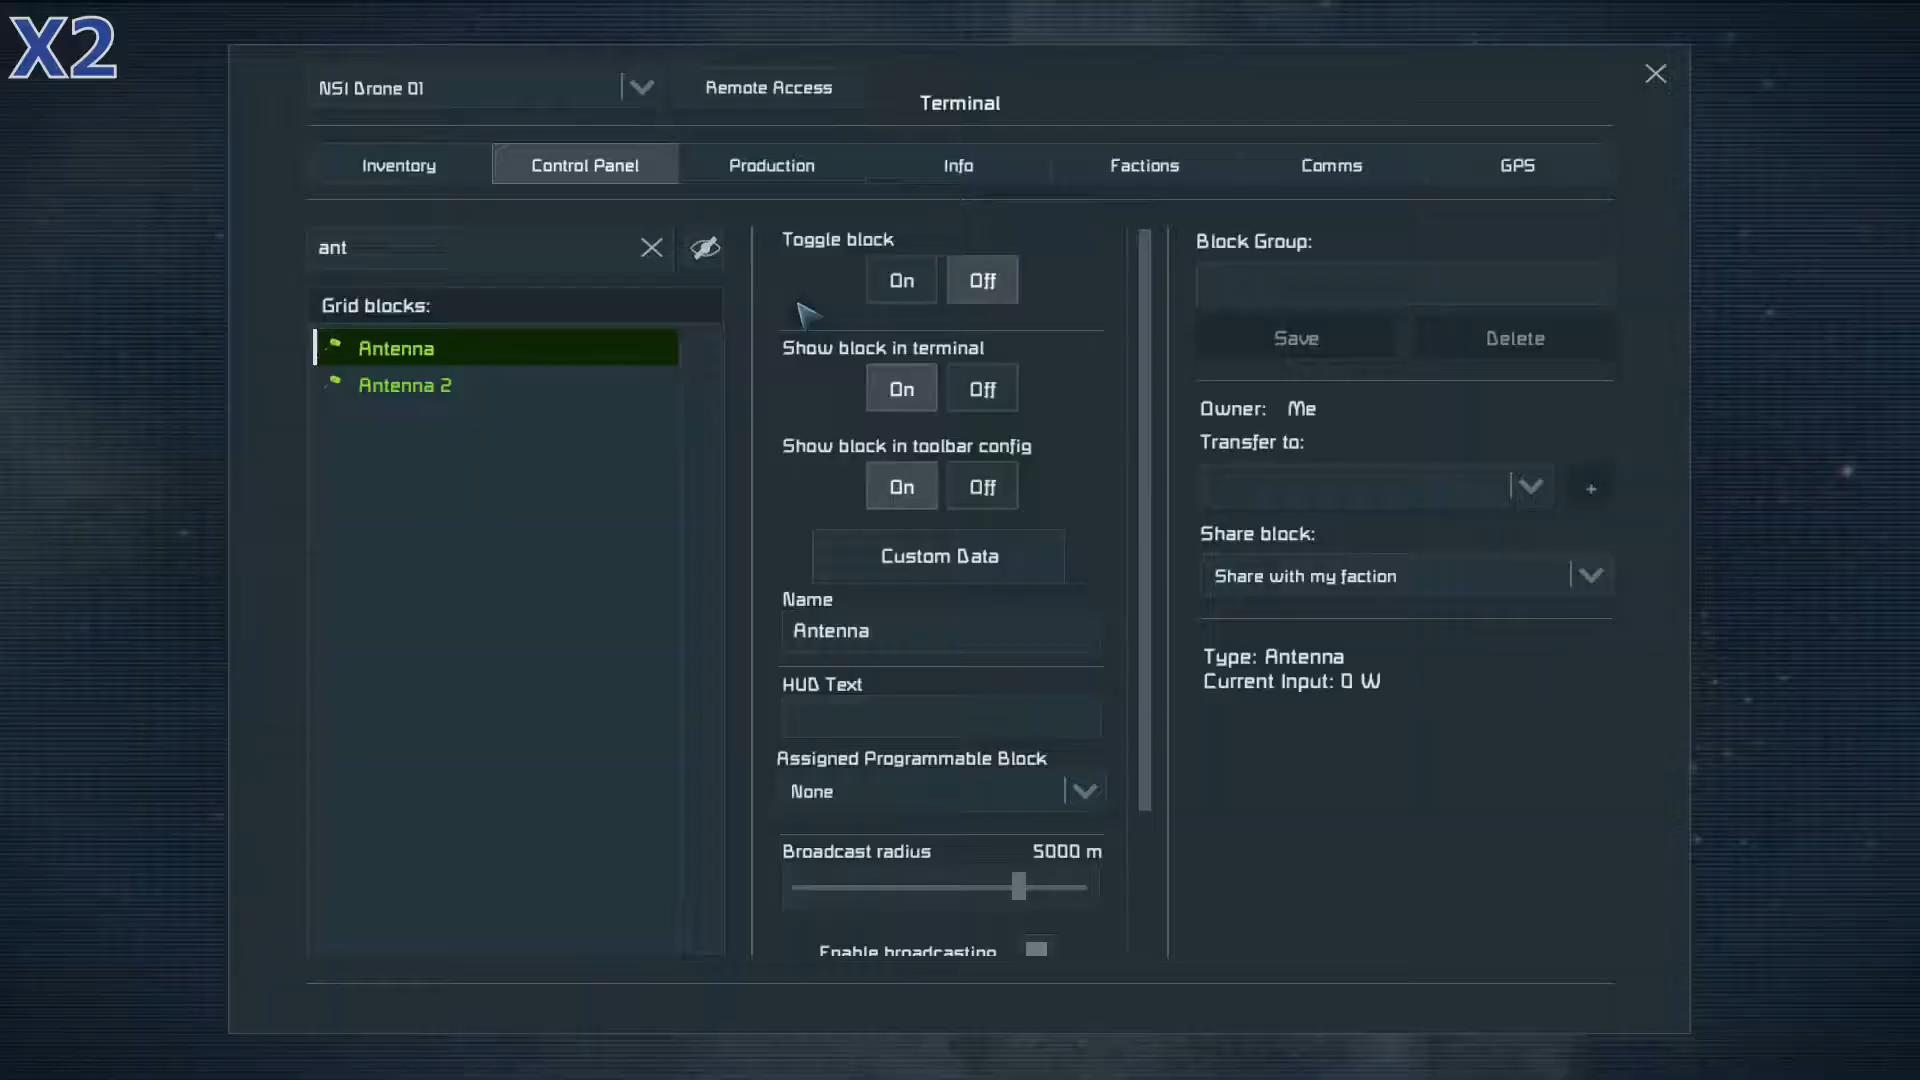 X2
NSI Drone 01
Remote Access
Terminal
Inventory
Control Panel
Production
Info
Factions
Comms
GPS
ant
Grid blocks:
Antenna
Antenna 2
Toggle block
On Off
Show block in terminal
On Off
Show block in toolbar config
On Off
Custom Data
Name
Antenna
HUD Text
Assigned Programmable Block
None
Broadcast radius 5000 m
Enable broadcasting
Block Group:
Save Delete
Owner: Me
Transfer to:
+
Share block:
Share with my faction
Type: Antenna
Current Input: 0 W